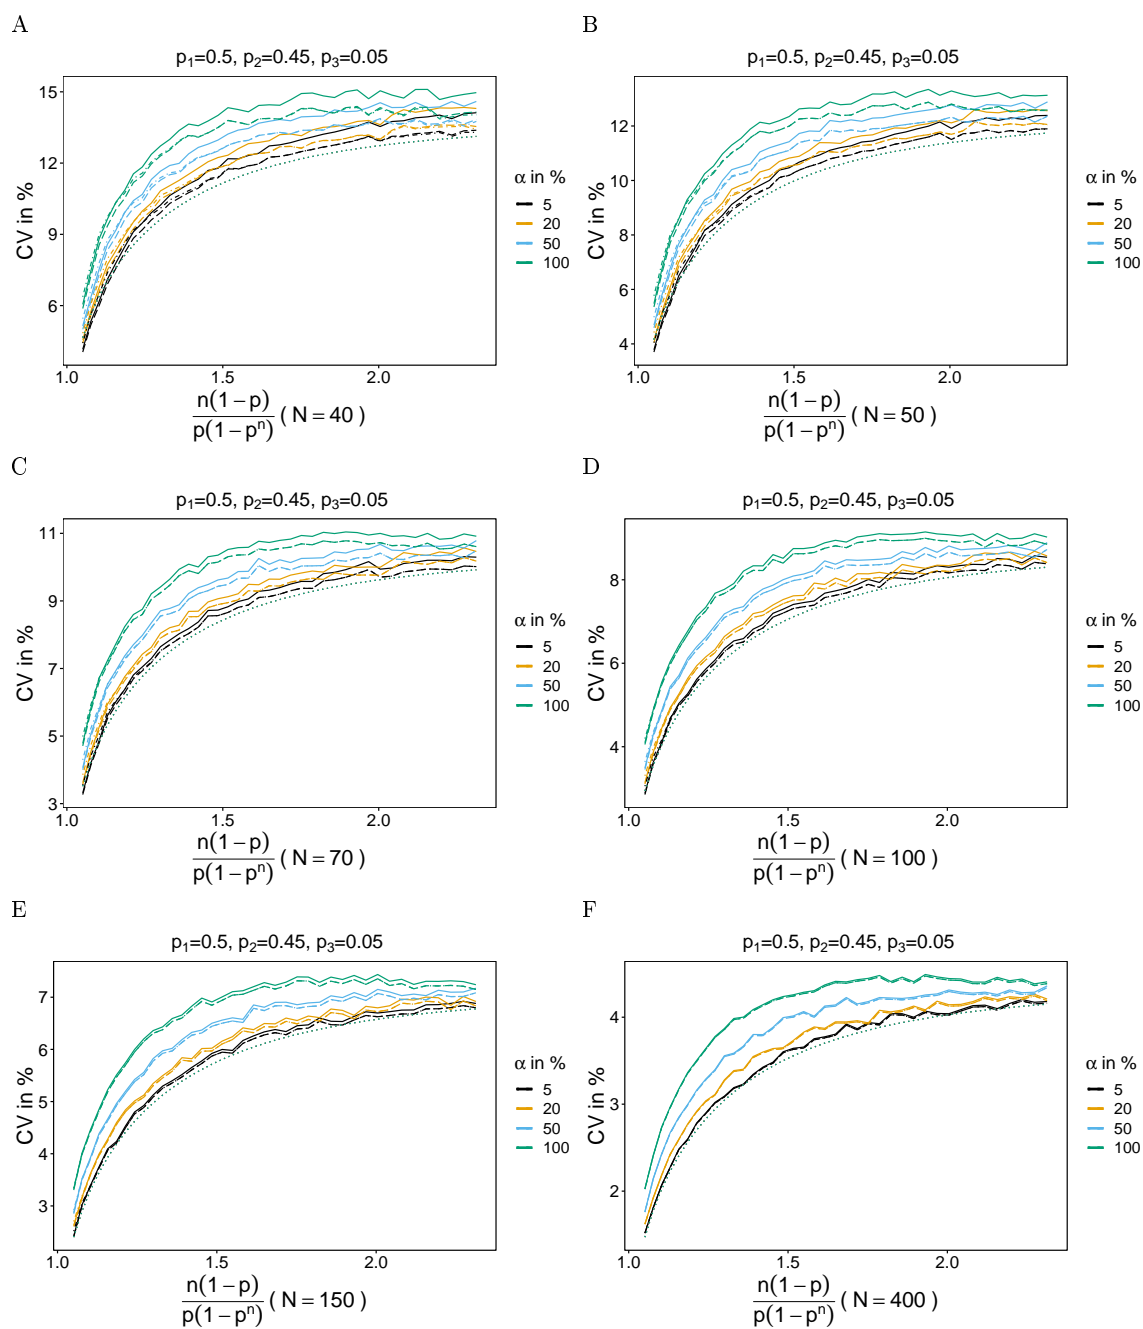 A
p1=0.5, p2=0.45, p3=0.05
CV in %
15
12
9
6
1.0 1.5 2.0
n(1−p)
p(1−pⁿ) ( N = 40 )
α in %
5
20
50
100
B
p1=0.5, p2=0.45, p3=0.05
CV in %
12
10
8
6
4
1.0 1.5 2.0
n(1−p)
p(1−pⁿ) ( N = 50 )
α in %
5
20
50
100
C
p1=0.5, p2=0.45, p3=0.05
CV in %
11
9
7
5
3
1.0 1.5 2.0
n(1−p)
p(1−pⁿ) ( N = 70 )
α in %
5
20
50
100
D
p1=0.5, p2=0.45, p3=0.05
CV in %
8
6
4
1.0 1.5 2.0
n(1−p)
p(1−pⁿ) ( N = 100 )
α in %
5
20
50
100
E
p1=0.5, p2=0.45, p3=0.05
CV in %
7
6
5
4
3
1.0 1.5 2.0
n(1−p)
p(1−pⁿ) ( N = 150 )
α in %
5
20
50
100
F
p1=0.5, p2=0.45, p3=0.05
CV in %
4
3
2
1.0 1.5 2.0
n(1−p)
p(1−pⁿ) ( N = 400 )
α in %
5
20
50
100